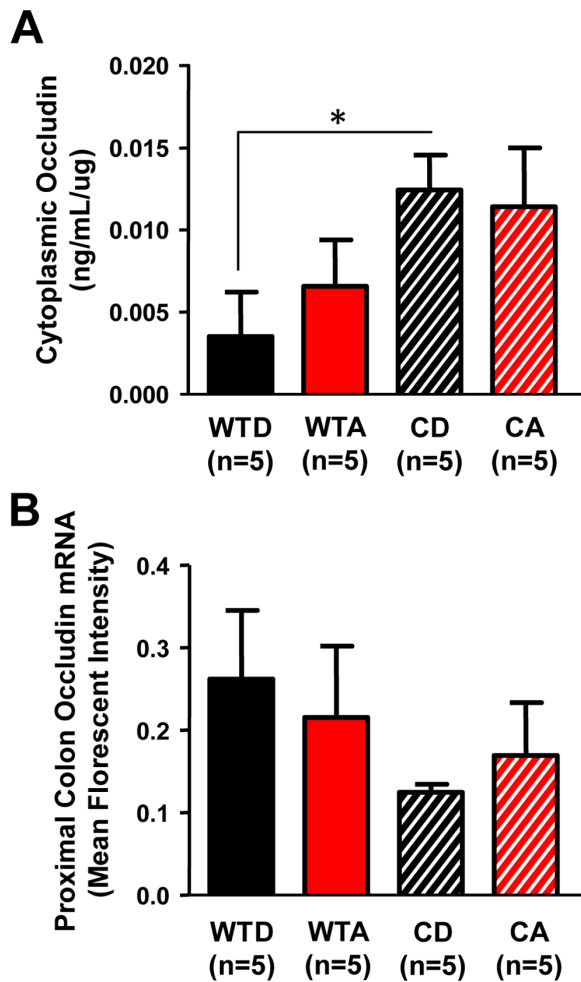 A
Cytoplasmic Occludin
(ng/mL/ug)
0.020
0.015
0.010
0.005
0.000
*
WTD
(n=5)
WTA
(n=5)
CD
(n=5)
CA
(n=5)
B
Proximal Colon Occludin mRNA
(Mean Florescent Intensity)
0.4
0.3
0.2
0.1
0.0
WTD
(n=5)
WTA
(n=5)
CD
(n=5)
CA
(n=5)